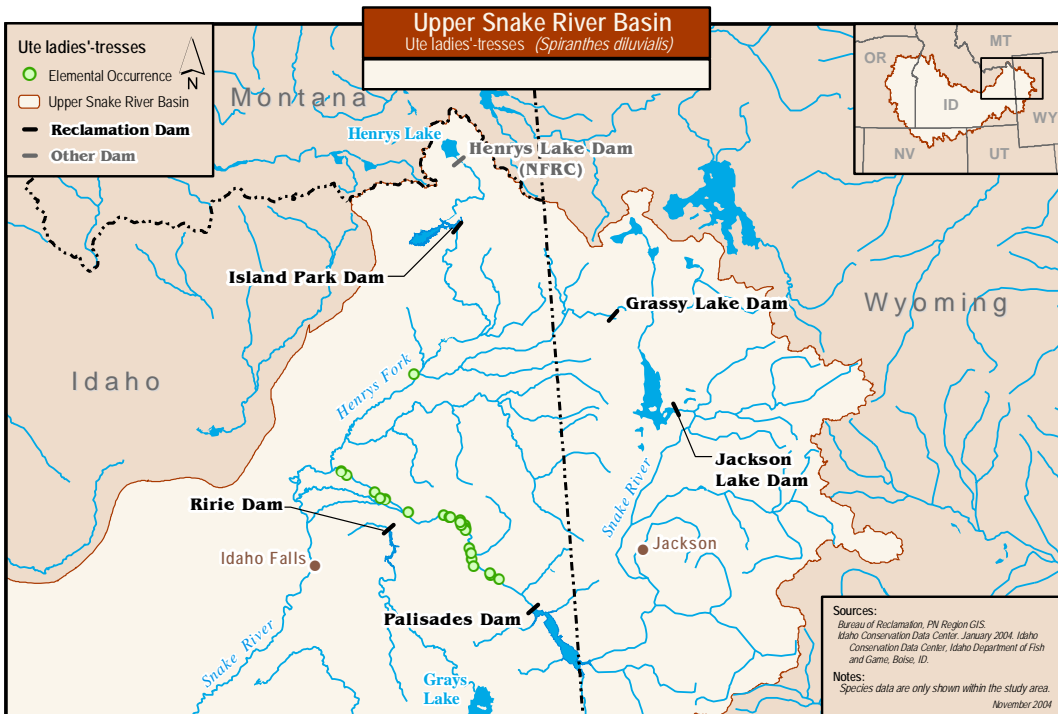 Upper Snake River Basin
Ute ladies'-tresses (Spiranthes diluvialis)
Ute ladies'-tresses
N
Elemental Occurrence
Upper Snake River Basin
Reclamation Dam
Other Dam
OR
MT
ID
WY
NV
UT
Montana
Henrys Lake
Henrys Lake Dam
(NFRC)
Island Park Dam
Grassy Lake Dam
Wyoming
Idaho
Henrys Fork
Jackson
Lake Dam
Snake River
Ririe Dam
Idaho Falls
Jackson
Palisades Dam
Snake River
Grays
Lake
Sources:
Bureau of Reclamation, PN Region GIS.
Idaho Conservation Data Center. January 2004. Idaho
Conservation Data Center, Idaho Department of Fish
and Game, Boise, ID.
Notes:
Species data are only shown within the study area.
November 2004